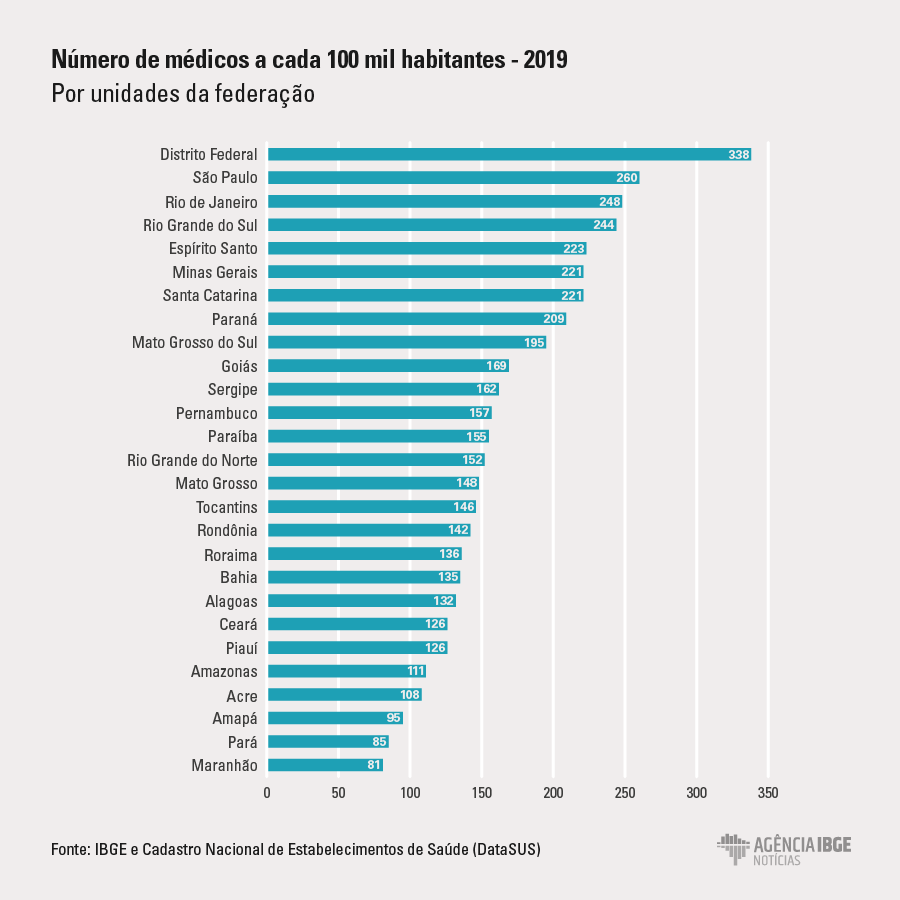 Número de médicos a cada 100 mil habitantes - 2019
Por unidades da federação
Distrito Federal 338
São Paulo 260
Rio de Janeiro 248
Rio Grande do Sul 244
Espírito Santo 223
Minas Gerais 221
Santa Catarina 221
Paraná 209
Mato Grosso do Sul 195
Goiás 169
Sergipe 162
Pernambuco 157
Paraíba 155
Rio Grande do Norte 152
Mato Grosso 148
Tocantins 146
Rondônia 142
Roraima 136
Bahia 135
Alagoas 132
Ceará 126
Piauí 126
Amazonas 111
Acre 108
Amapá 95
Pará 85
Maranhão 81
0 50 100 150 200 250 300 350
Fonte: IBGE e Cadastro Nacional de Estabelecimentos de Saúde (DataSUS)
AGÊNCIA IBGE
NOTÍCIAS